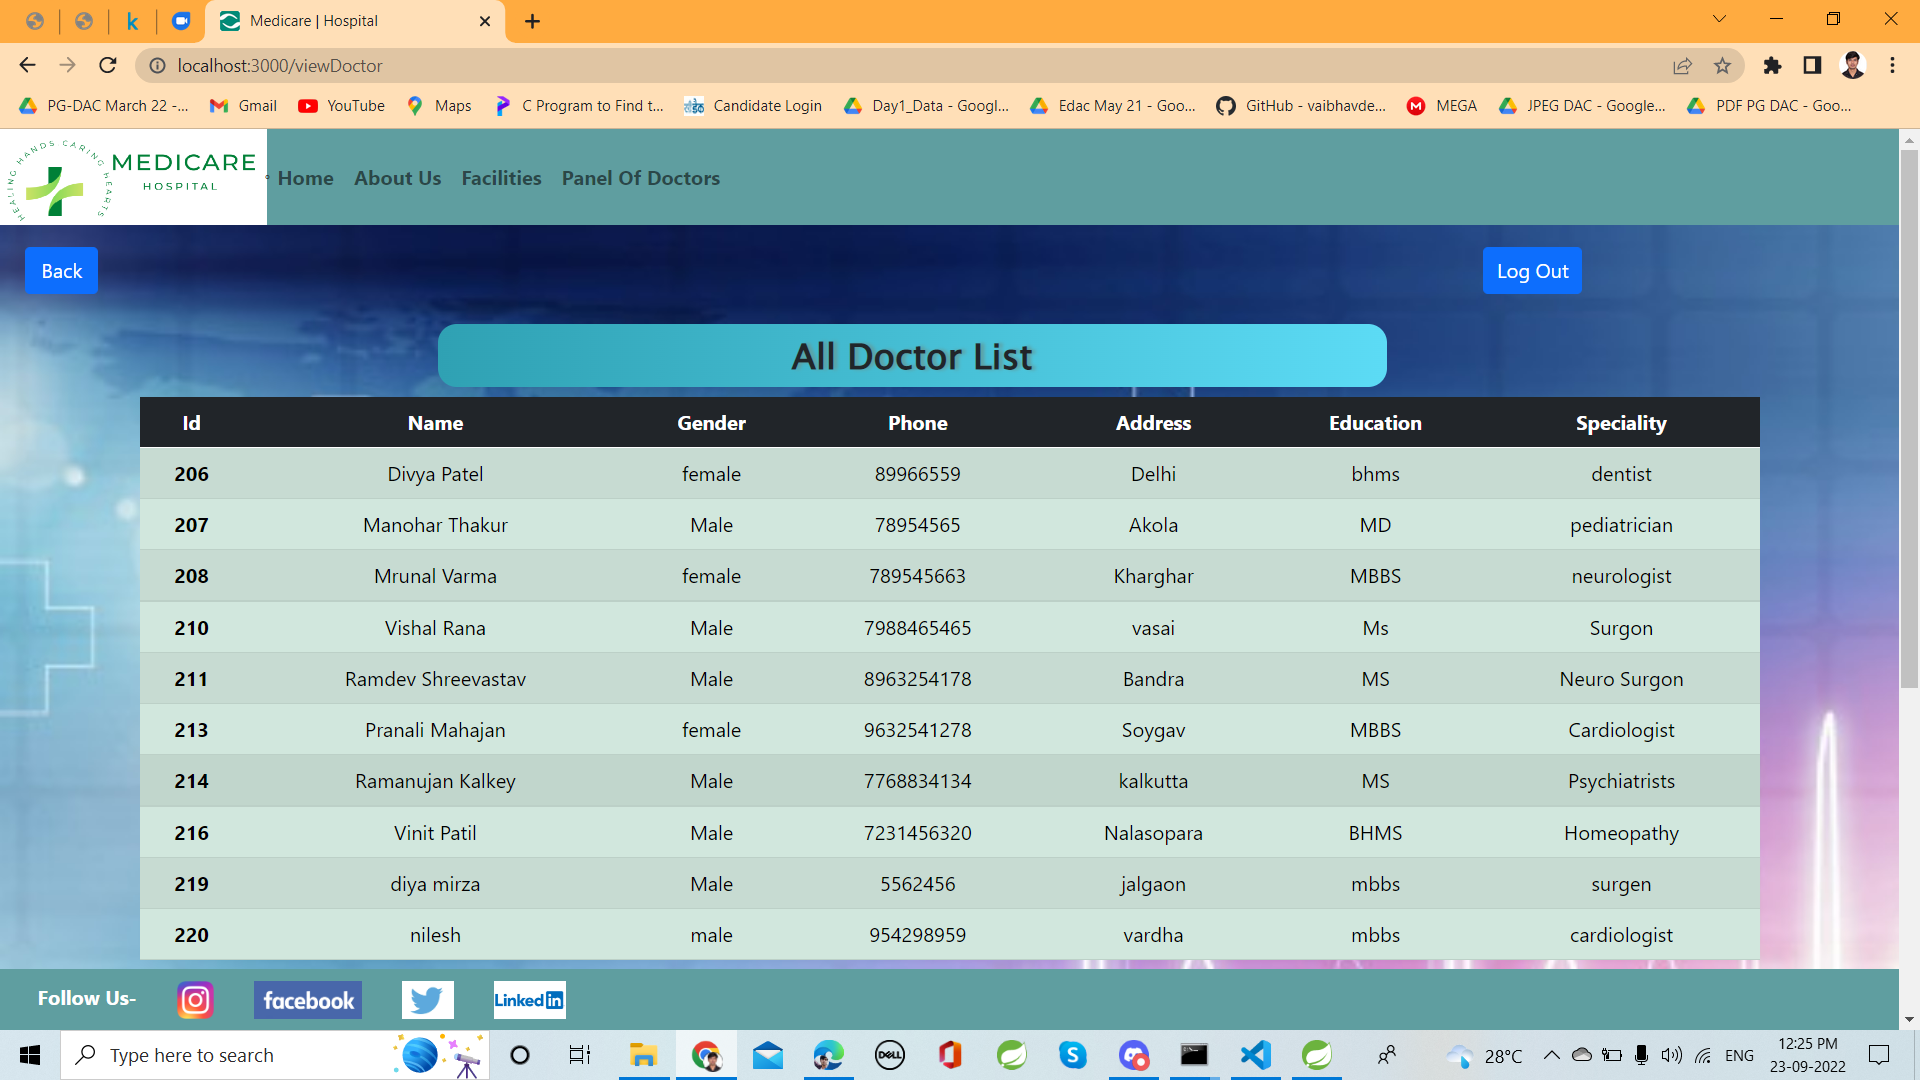 Medicare | Hospital
localhost:3000/viewDoctor
PG-DAC March 22 -... Gmail YouTube Maps C Program to Find t... Candidate Login Day1_Data - Googl... Edac May 21 - Goo... GitHub - vaibhavde... MEGA JPEG DAC - Google... PDF PG DAC - Goo...
HEALING HANDS CARING HEARTS
MEDICARE
HOSPITAL
Home About Us Facilities Panel Of Doctors
Back Log Out
All Doctor List
Id Name Gender Phone Address Education Speciality
206 Divya Patel female 89966559 Delhi bhms dentist
207 Manohar Thakur Male 78954565 Akola MD pediatrician
208 Mrunal Varma female 789545663 Kharghar MBBS neurologist
210 Vishal Rana Male 7988465465 vasai Ms Surgon
211 Ramdev Shreevastav Male 8963254178 Bandra MS Neuro Surgon
213 Pranali Mahajan female 9632541278 Soygav MBBS Cardiologist
214 Ramanujan Kalkey Male 7768834134 kalkutta MS Psychiatrists
216 Vinit Patil Male 7231456320 Nalasopara BHMS Homeopathy
219 diya mirza Male 5562456 jalgaon mbbs surgen
220 nilesh male 954298959 vardha mbbs cardiologist
Follow Us- facebook Linked in
Type here to search DELL 28°C ENG 12:25 PM
23-09-2022